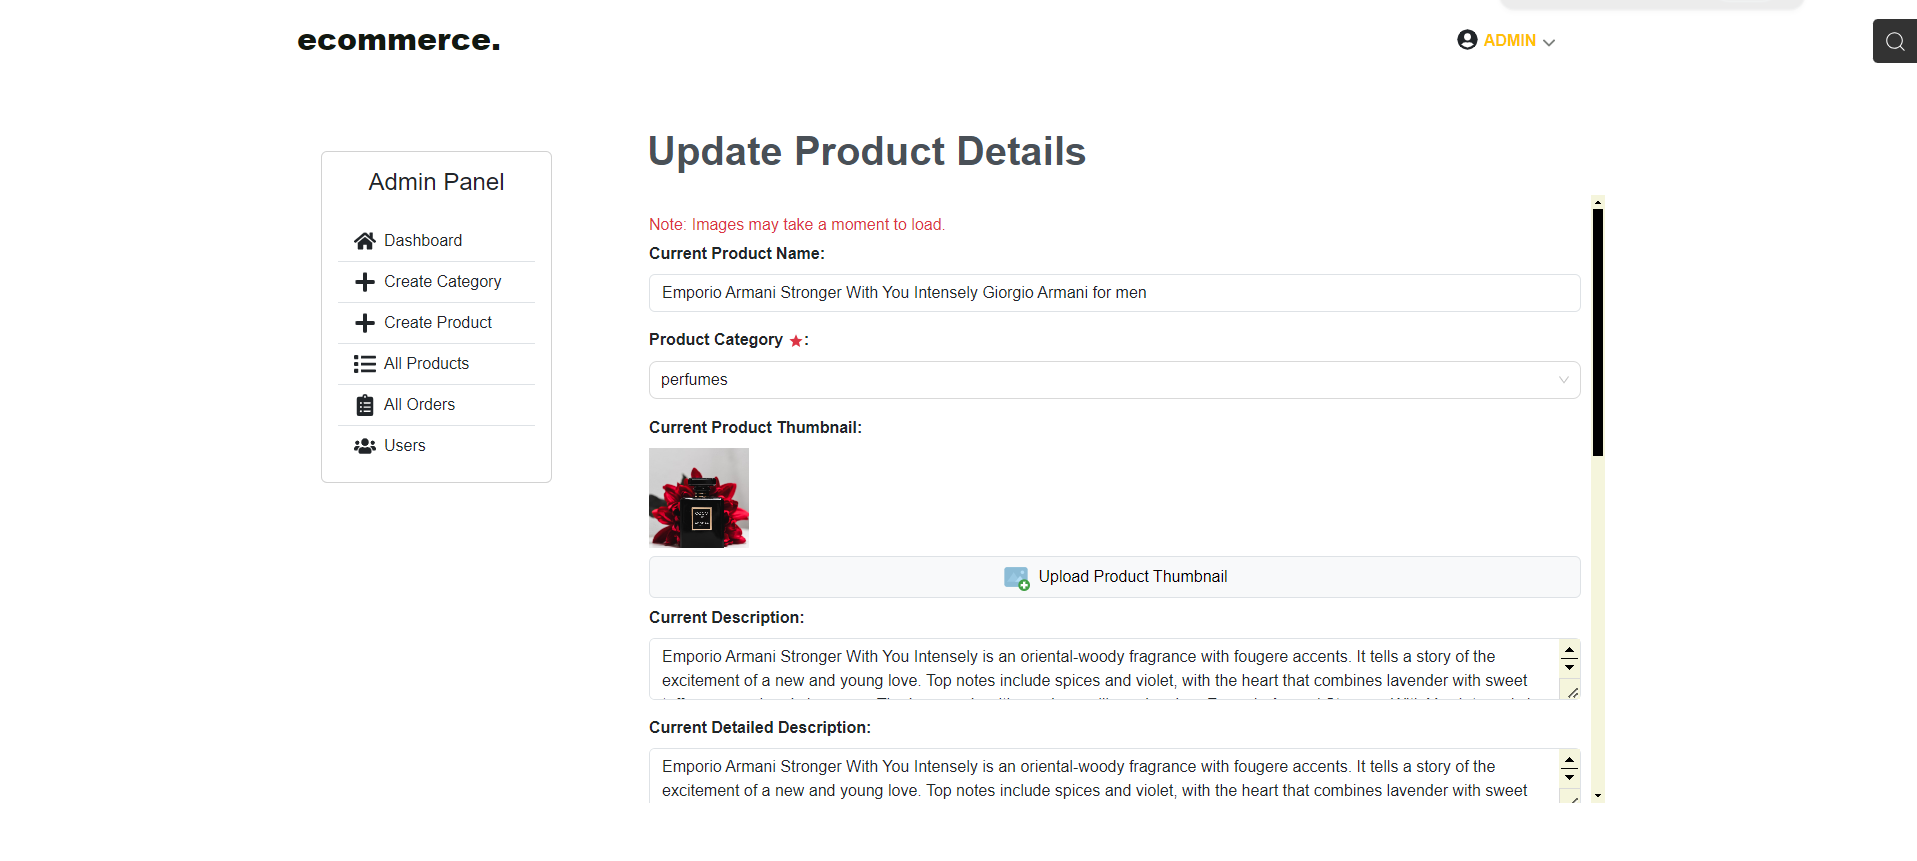 ecommerce.
ADMIN
Admin Panel
Dashboard
Create Category
Create Product
All Products
All Orders
Users
Update Product Details
Note: Images may take a moment to load.
Current Product Name:
Emporio Armani Stronger With You Intensely Giorgio Armani for men
Product Category ★:
perfumes
Current Product Thumbnail:
Upload Product Thumbnail
Current Description:
Emporio Armani Stronger With You Intensely is an oriental-woody fragrance with fougere accents. It tells a story of the
excitement of a new and young love. Top notes include spices and violet, with the heart that combines lavender with sweet
Current Detailed Description:
Emporio Armani Stronger With You Intensely is an oriental-woody fragrance with fougere accents. It tells a story of the
excitement of a new and young love. Top notes include spices and violet, with the heart that combines lavender with sweet